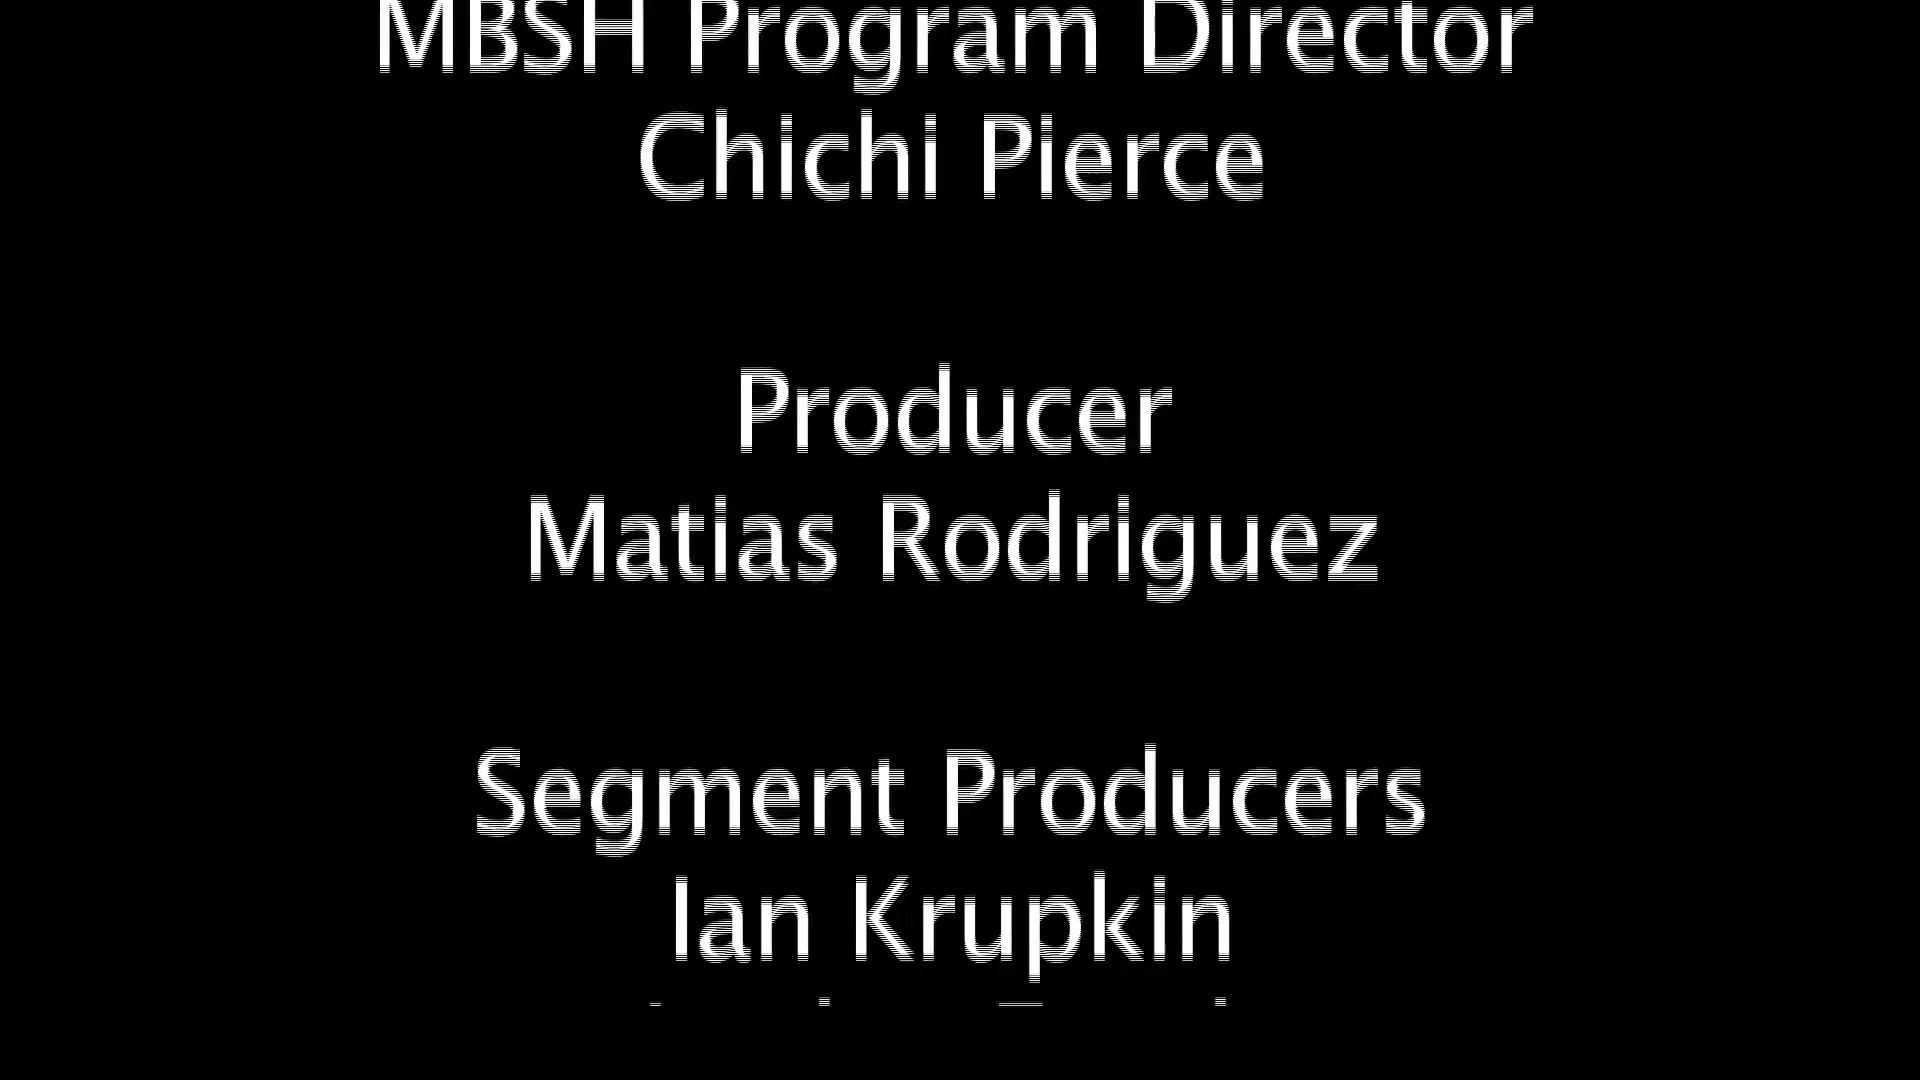 MBSH Program Director
Chichi Pierce
Producer
Matias Rodriguez
Segment Producers
Ian Krupkin